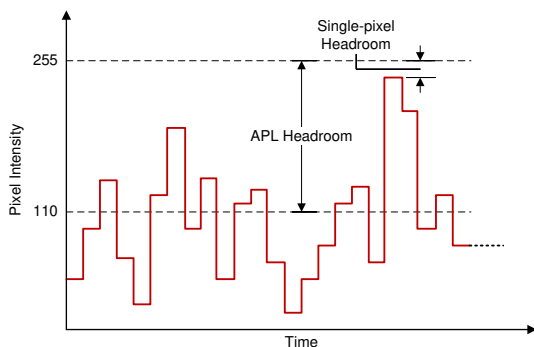 Single-pixel
Headroom
255
APL Headroom
Pixel Intensity
110
Time